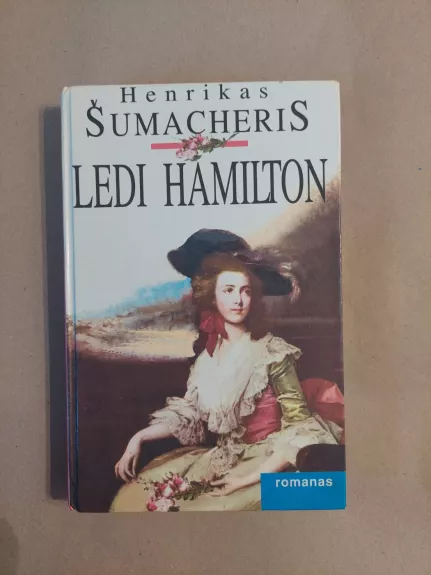 Henrikas
ŠUMACHERIS
LEDI HAMILTON
romanas